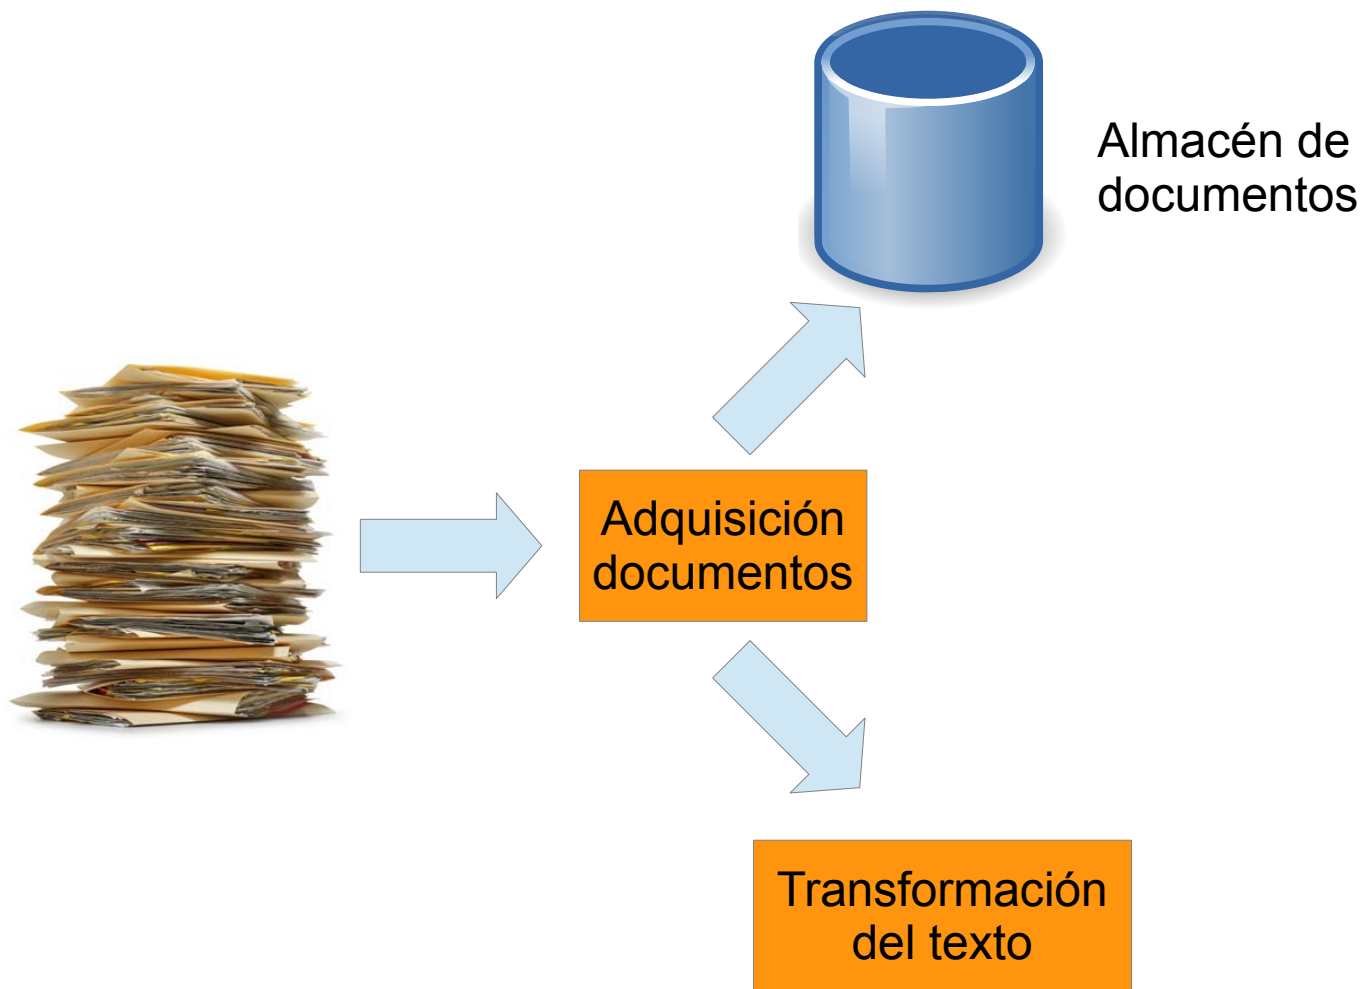 Almacén de
documentos
Adquisición
documentos
Transformación
del texto